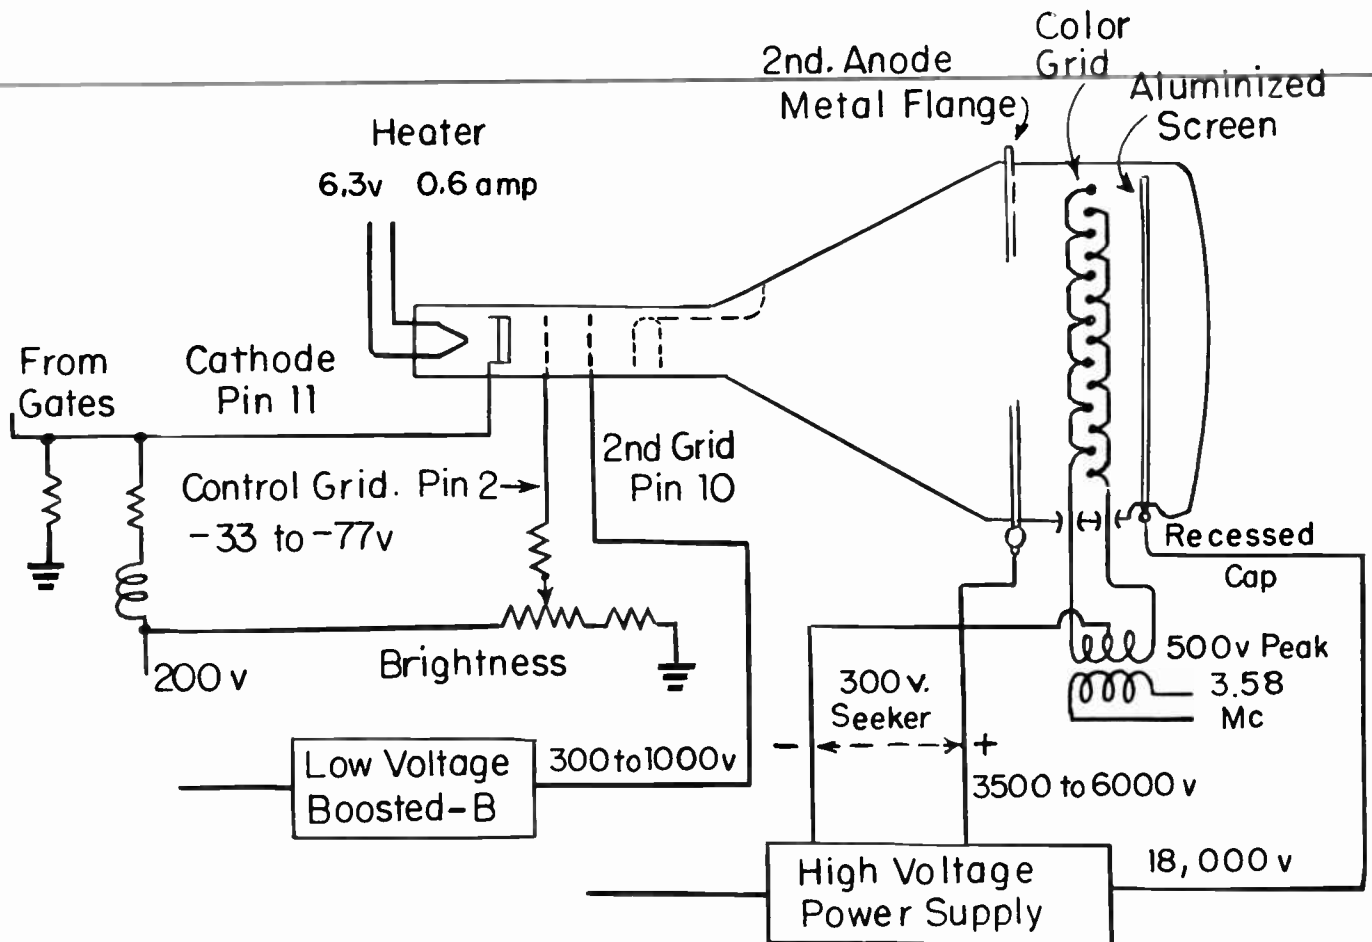 Color
Grid
2nd. Anode
Metal Flange
Aluminized
Screen
Heater
6.3v 0.6 amp
From
Gates
Cathode
Pin 11
2nd Grid
Pin 10
Control Grid. Pin 2
-33 to -77v
Recessed
Cap
200 v
Brightness
500v Peak
3.58
Mc
300 v.
Seeker
- +
Low Voltage
Boosted-B
300 to 1000v
3500 to 6000 v
High Voltage
Power Supply
18,000 v